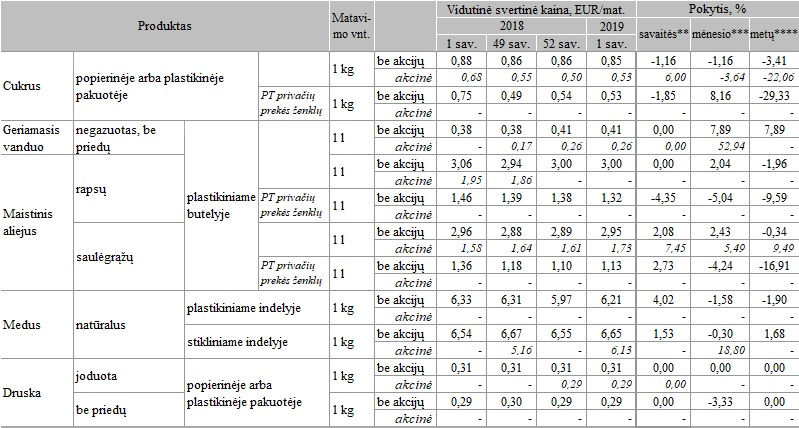 Produktas Matavi- Vidutinė svertinė kaina, EUR/mat. Pokytis, %
mo vnt. 2018 2019 savaitės** mėnesio*** metų****
1 sav. 49 sav. 52 sav. 1 sav.
Cukrus popierinėje arba plastikinėje pakuotėje 1 kg be akcijų 0,88 0,86 0,86 0,85 -1,16 -1,16 -3,41
akcinė 0,68 0,55 0,50 0,53 6,00 -3,64 -22,06
PT privačių prekės ženklų 1 kg be akcijų 0,75 0,49 0,54 0,53 -1,85 8,16 -29,33
akcinė - - - - - - -
Geriamasis vanduo negazuotas, be priedų plastikiniame butelyje 1 l be akcijų 0,38 0,38 0,41 0,41 0,00 7,89 7,89
akcinė - 0,17 0,26 0,26 0,00 52,94 -
Maistinis aliejus rapsų 1 l be akcijų 3,06 2,94 3,00 3,00 0,00 2,04 -1,96
akcinė 1,95 1,86 - - - - -
PT privačių prekės ženklų 1 l be akcijų 1,46 1,39 1,38 1,32 -4,35 -5,04 -9,59
akcinė - - - - - - -
saulėgrąžų 1 l be akcijų 2,96 2,88 2,89 2,95 2,08 2,43 -0,34
akcinė 1,58 1,64 1,61 1,73 7,45 5,49 9,49
PT privačių prekės ženklų 1 l be akcijų 1,36 1,18 1,10 1,13 2,73 -4,24 -16,91
akcinė - - - - - - -
Medus natūralus plastikiniame indelyje 1 kg be akcijų 6,33 6,31 5,97 6,21 4,02 -1,58 -1,90
akcinė - - - - - - -
stikliniame indelyje 1 kg be akcijų 6,54 6,67 6,55 6,65 1,53 -0,30 1,68
akcinė - 5,16 - 6,13 - 18,80 -
Druska joduota popierinėje arba plastikinėje pakuotėje 1 kg be akcijų 0,31 0,31 0,31 0,31 0,00 0,00 0,00
akcinė - - 0,29 0,29 0,00 - -
be priedų 1 kg be akcijų 0,29 0,30 0,29 0,29 0,00 -3,33 0,00
akcinė - - - - - - -